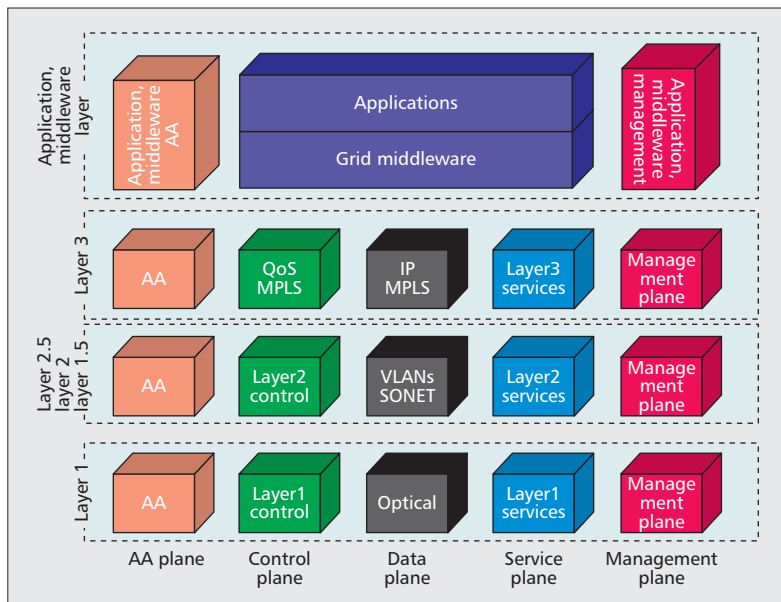 Application,
middleware
layer
Application,
middleware
AA
Applications
Grid middleware
Application,
middleware
management
Layer 3
AA
QoS
MPLS
IP
MPLS
Layer3
services
Manage
ment
plane
Layer 2.5
layer 2
layer 1.5
AA
Layer2
control
VLANs
SONET
Layer2
services
Manage
ment
plane
Layer 1
AA
Layer1
control
Optical
Layer1
services
Manage
ment
plane
AA plane
Control
plane
Data
plane
Service
plane
Management
plane